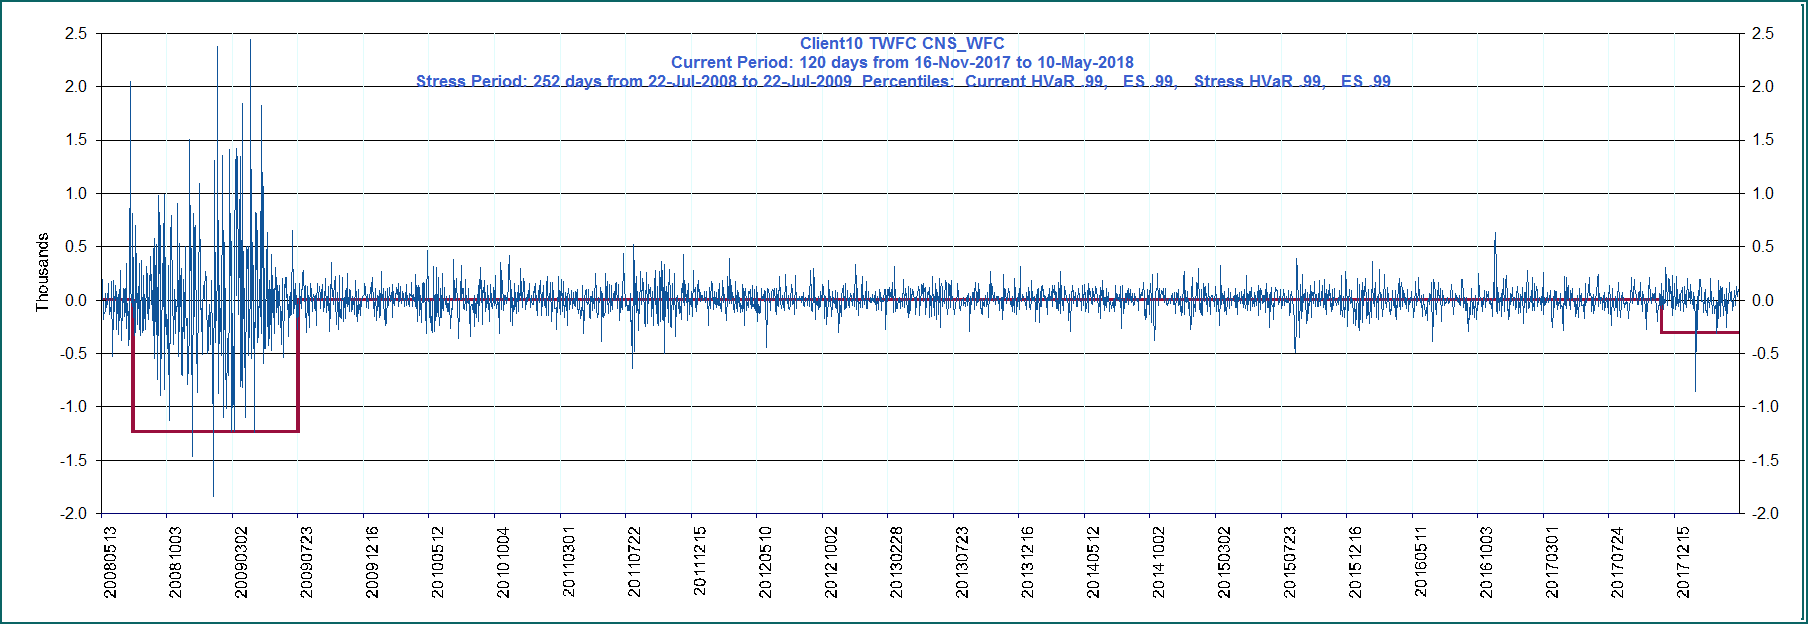 Client10 TWFC CNS_WFC
Current Period: 120 days from 16-Nov-2017 to 10-May-2018
Stress Period: 252 days from 22-Jul-2008 to 22-Jul-2009  Percentiles:  Current HVaR .99,   ES .99,   Stress HVaR .99,   ES .99
2.5 2.5
2.0 2.0
1.5 1.5
1.0 1.0
0.5 0.5
0.0 0.0
-0.5 -0.5
-1.0 -1.0
-1.5 -1.5
-2.0 -2.0
Thousands
20080513 20081003 20090302 20090723 20091216 20100512 20101004 20110301 20110722 20111215 20120510 20121002 20130228 20130723 20131216 20140512 20141002 20150302 20150723 20151216 20160511 20161003 20170301 20170724 20171215